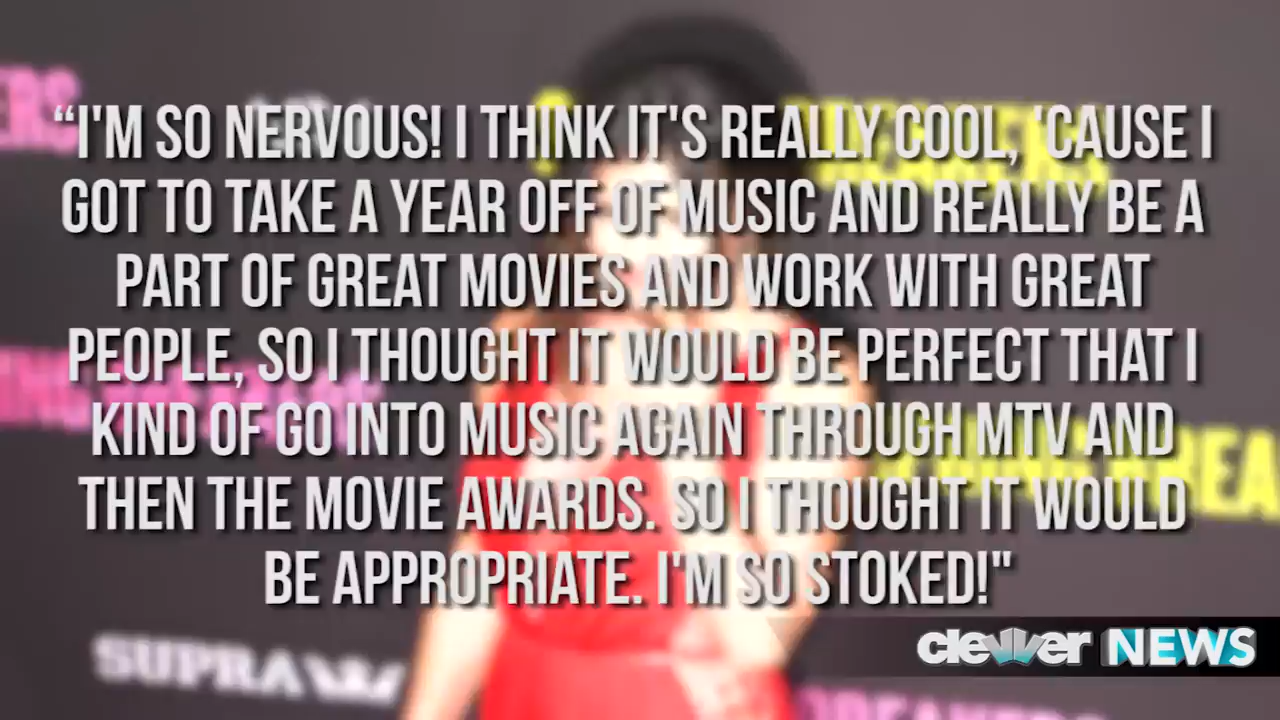 “I'M SO NERVOUS! I THINK IT'S REALLY COOL, 'CAUSE I
GOT TO TAKE A YEAR OFF OF MUSIC AND REALLY BE A
PART OF GREAT MOVIES AND WORK WITH GREAT
PEOPLE, SO I THOUGHT IT WOULD BE PERFECT THAT I
KIND OF GO INTO MUSIC AGAIN THROUGH MTV AND
THEN THE MOVIE AWARDS. SO I THOUGHT IT WOULD
BE APPROPRIATE. I'M SO STOKED!"
SUPRA
clevver NEWS